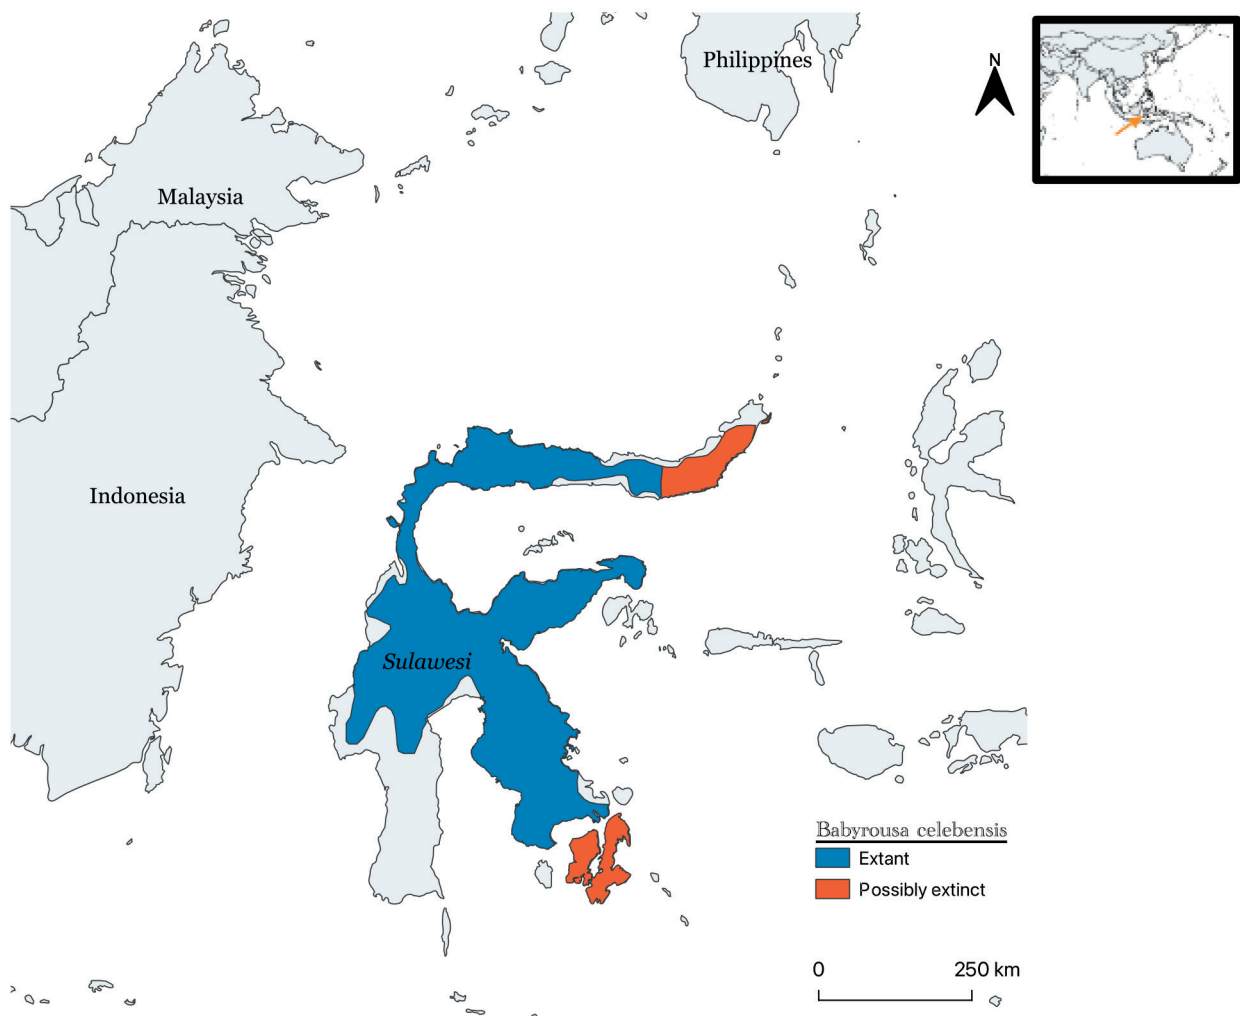 Philippines
N
Malaysia
Indonesia
Sulawesi
Babyrousa celebensis
Extant
Possibly extinct
0 250 km